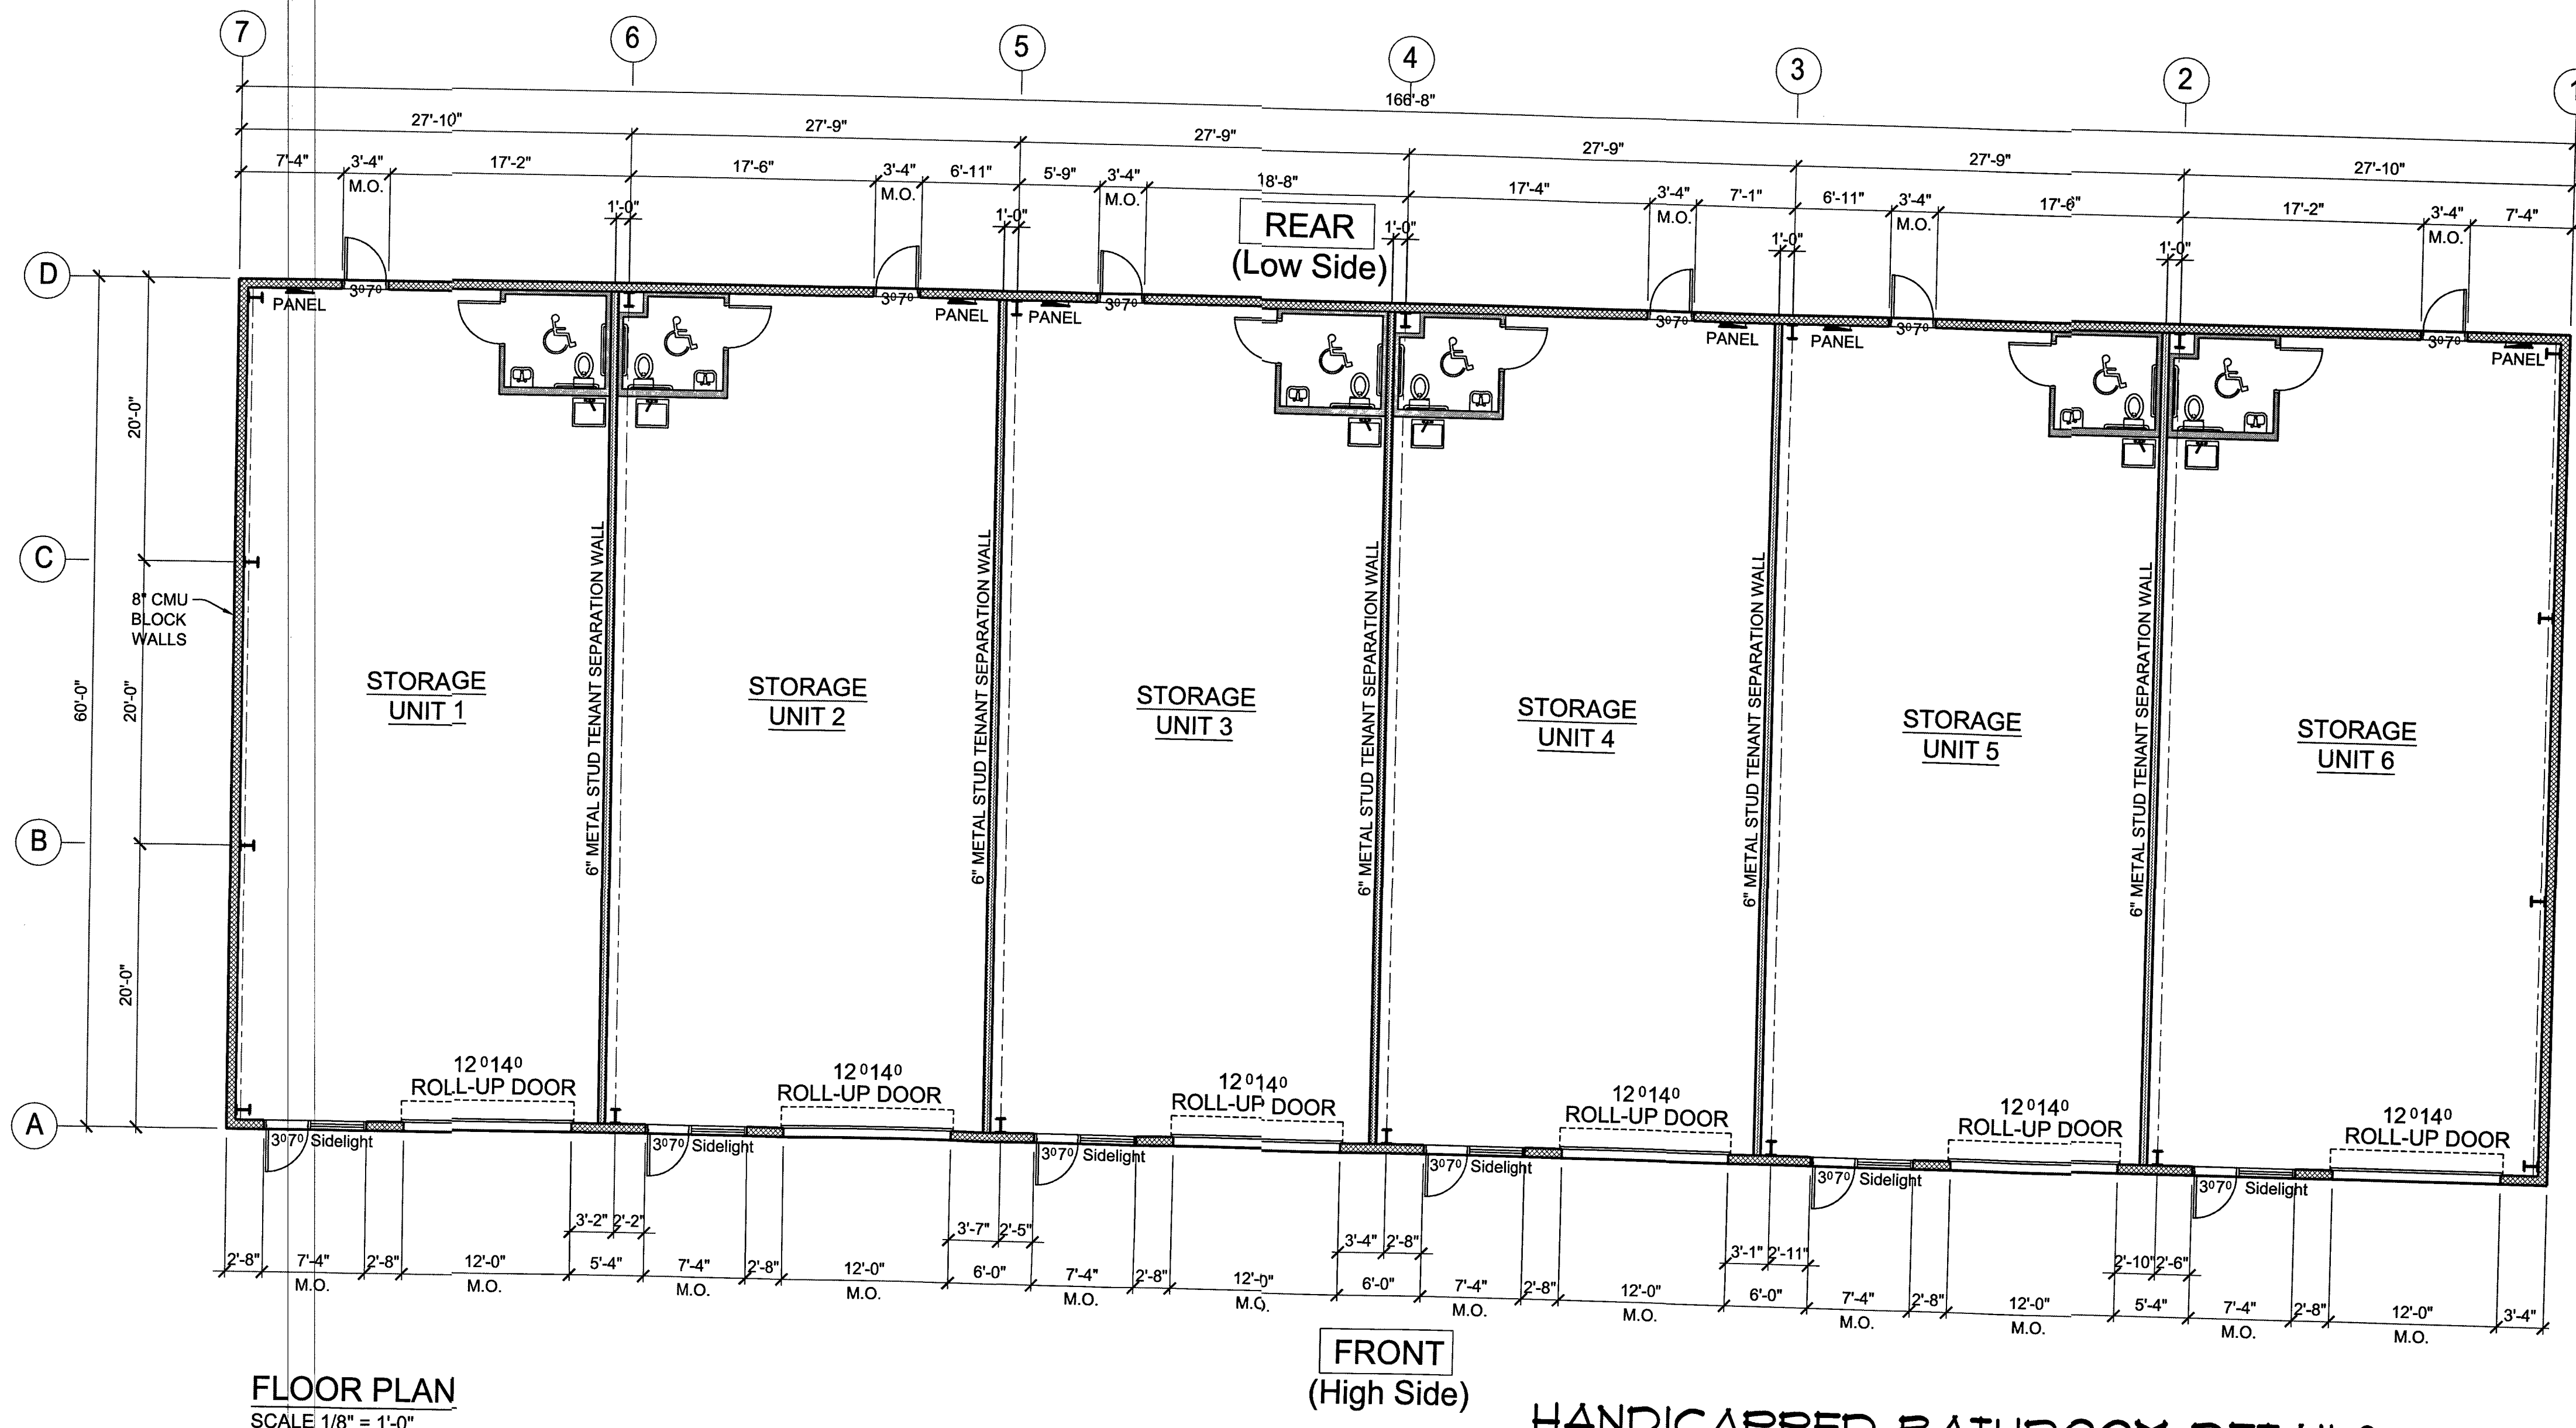 7 6 5 4 3 2 1
166'-8"
27'-10" 27'-9" 27'-9" 27'-9" 27'-9" 27'-10"
7'-4" 3'-4" 17'-2" 17'-6" 3'-4" 6'-11" 5'-9" 3'-4" 18'-8" 17'-4" 3'-4" 7'-1" 6'-11" 3'-4" 17'-6" 17'-2" 3'-4" 7'-4"
M.O. M.O. M.O. M.O. M.O. M.O.
1'-0" 1'-0" 1'-0" 1'-0" 1'-0"
REAR
(Low Side)
D
3070 3070 3070 3070 3070 3070
PANEL PANEL PANEL PANEL PANEL PANEL
20'-0"
C
8" CMU
BLOCK
WALLS
60'-0"
20'-0"
6" METAL STUD TENANT SEPARATION WALL
6" METAL STUD TENANT SEPARATION WALL
6" METAL STUD TENANT SEPARATION WALL
6" METAL STUD TENANT SEPARATION WALL
6" METAL STUD TENANT SEPARATION WALL
STORAGE
UNIT 1
STORAGE
UNIT 2
STORAGE
UNIT 3
STORAGE
UNIT 4
STORAGE
UNIT 5
STORAGE
UNIT 6
B
20'-0"
120140
ROLL-UP DOOR
120140
ROLL-UP DOOR
120140
ROLL-UP DOOR
120140
ROLL-UP DOOR
120140
ROLL-UP DOOR
120140
ROLL-UP DOOR
A
3070 Sidelight
3070 Sidelight
3070 Sidelight
3070 Sidelight
3070 Sidelight
3070 Sidelight
3'-2" 2'-2" 3'-7" 2'-5" 3'-4" 2'-8" 3'-1" 2'-11" 2'-10" 2'-6"
2'-8" 7'-4" 2'-8" 12'-0" 5'-4" 7'-4" 2'-8" 12'-0" 6'-0" 7'-4" 2'-8" 12'-0" 6'-0" 7'-4" 2'-8" 12'-0" 6'-0" 7'-4" 2'-8" 12'-0" 5'-4" 7'-4" 2'-8" 12'-0" 3'-4"
M.O. M.O. M.O. M.O. M.O. M.O. M.O. M.O. M.O. M.O. M.O. M.O.
FRONT
(High Side)
FLOOR PLAN
SCALE 1/8" = 1'-0"
HANDICAPPED BATHROOM